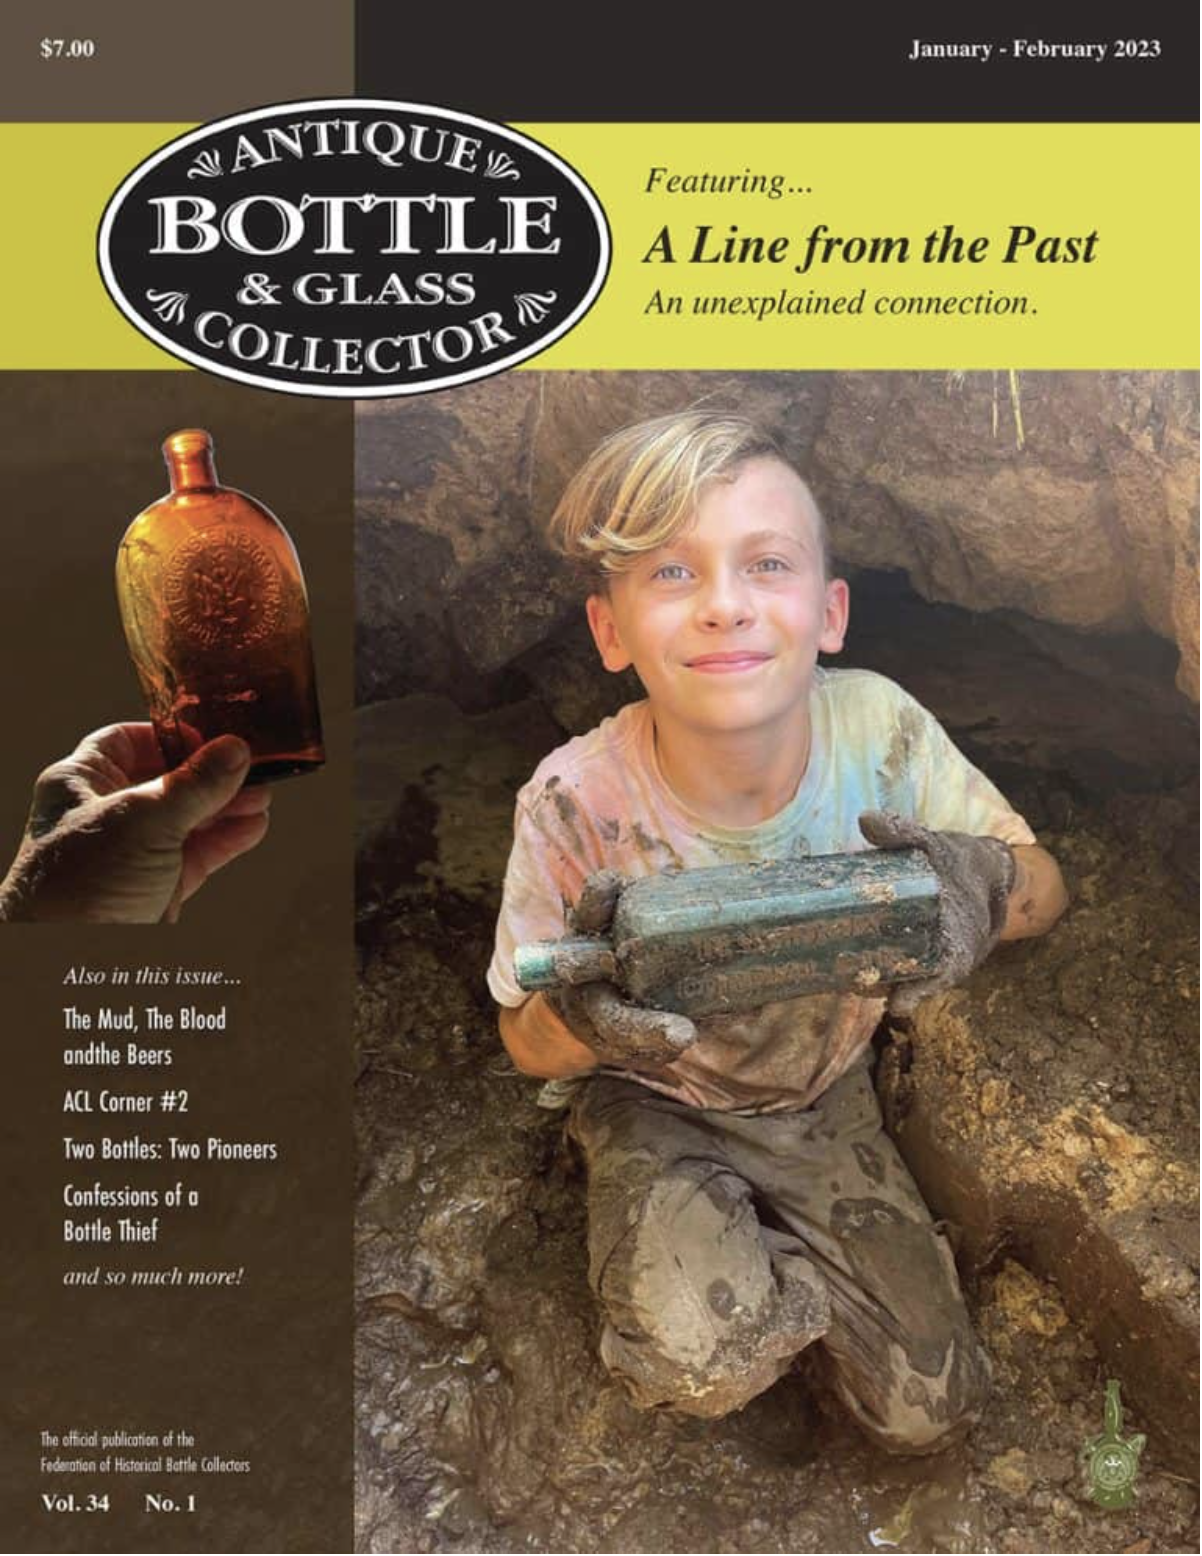 $7.00
January - February 2023
ANTIQUE
BOTTLE
& GLASS
COLLECTOR
Featuring...
A Line from the Past
An unexplained connection.
Also in this issue...
The Mud, The Blood
andthe Beers
ACL Corner #2
Two Bottles: Two Pioneers
Confessions of a
Bottle Thief
and so much more!
The official publication of the
Federation of Historical Bottle Collectors
Vol. 34 No. 1